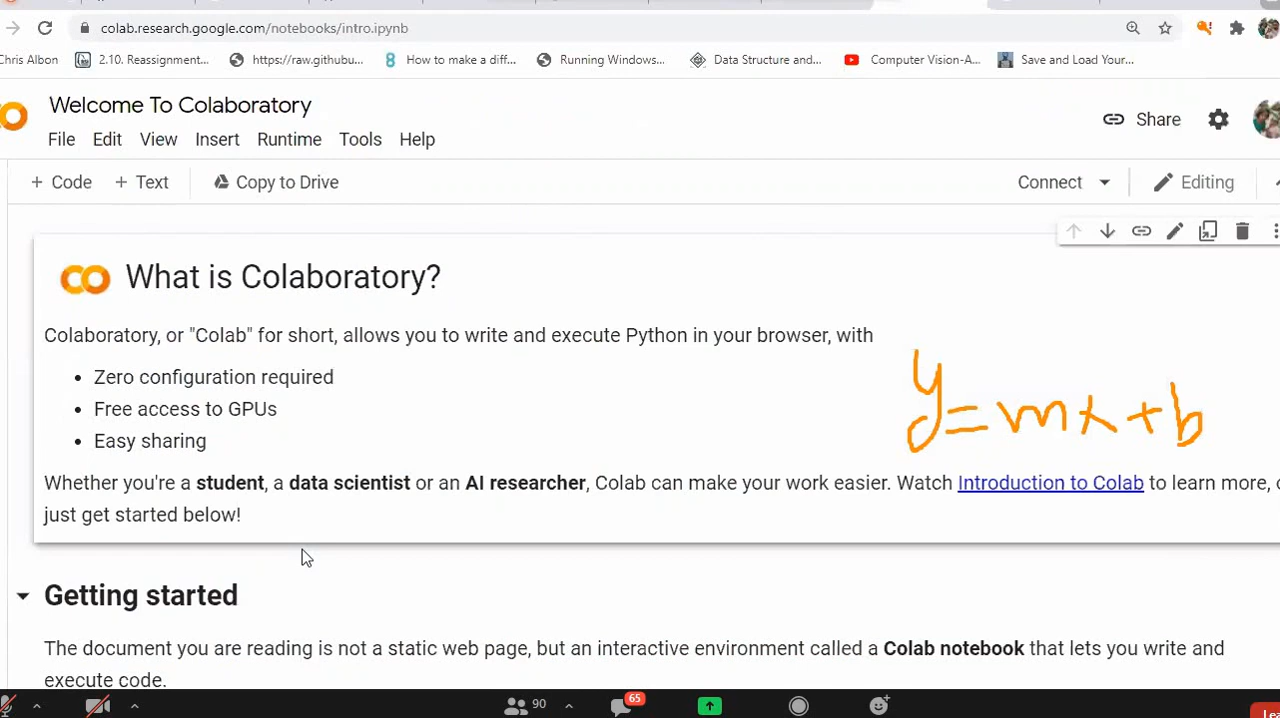 colab.research.google.com/notebooks/intro.ipynb
Chris Albon 2.10. Reassignment... https://raw.githubu... How to make a diff... Running Windows... Data Structure and... Computer Vision-A... Save and Load Your...
Welcome To Colaboratory
Share
File Edit View Insert Runtime Tools Help
+ Code + Text Copy to Drive Connect Editing
CO What is Colaboratory?
Colaboratory, or "Colab" for short, allows you to write and execute Python in your browser, with
• Zero configuration required
• Free access to GPUs
• Easy sharing
y=mx+b
Whether you're a student, a data scientist or an AI researcher, Colab can make your work easier. Watch Introduction to Colab to learn more, o
just get started below!
Getting started
The document you are reading is not a static web page, but an interactive environment called a Colab notebook that lets you write and
execute code.
90 65
Lea